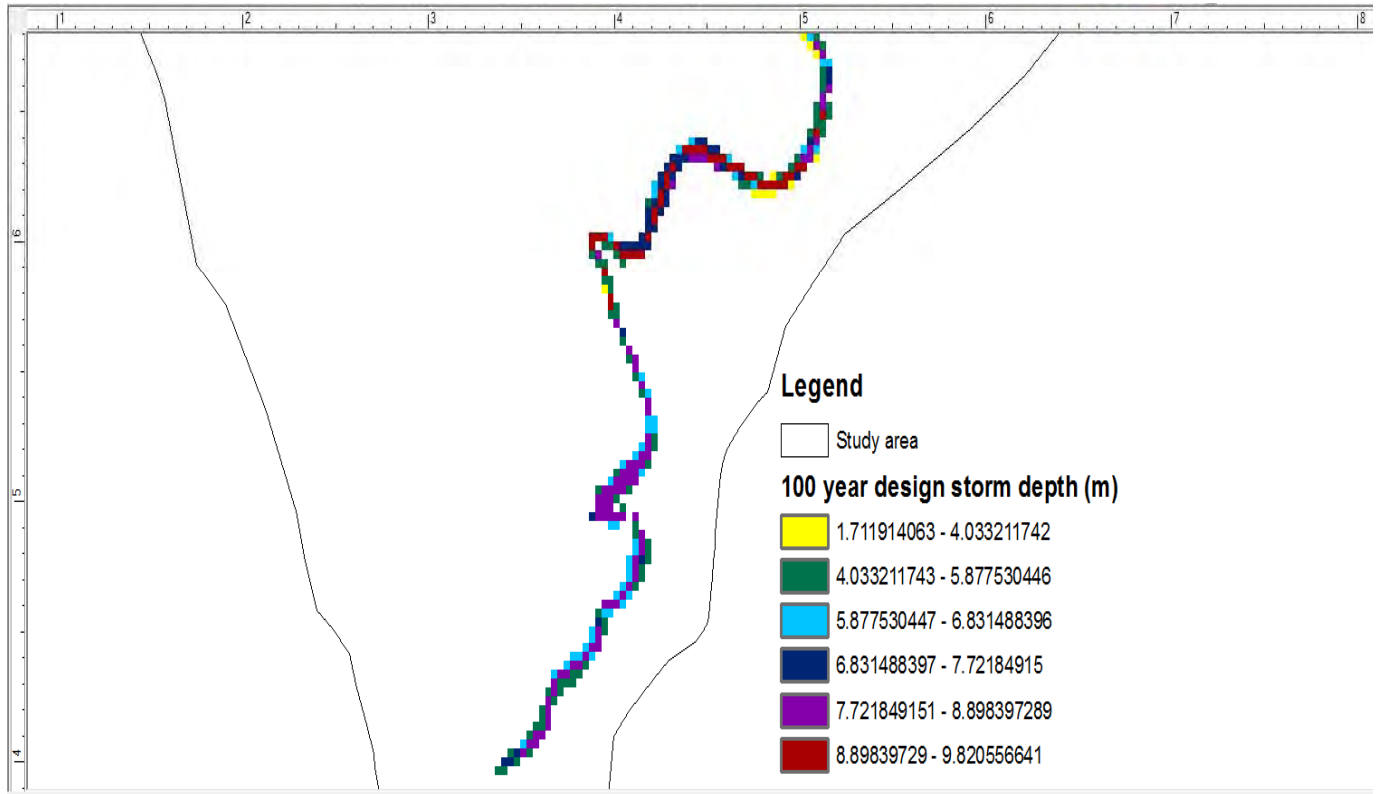 1 2 3 4 5 6 7 8
6
5
4
Legend
Study area
100 year design storm depth (m)
1.711914063 - 4.033211742
4.033211743 - 5.877530446
5.877530447 - 6.831488396
6.831488397 - 7.72184915
7.721849151 - 8.898397289
8.89839729 - 9.820556641